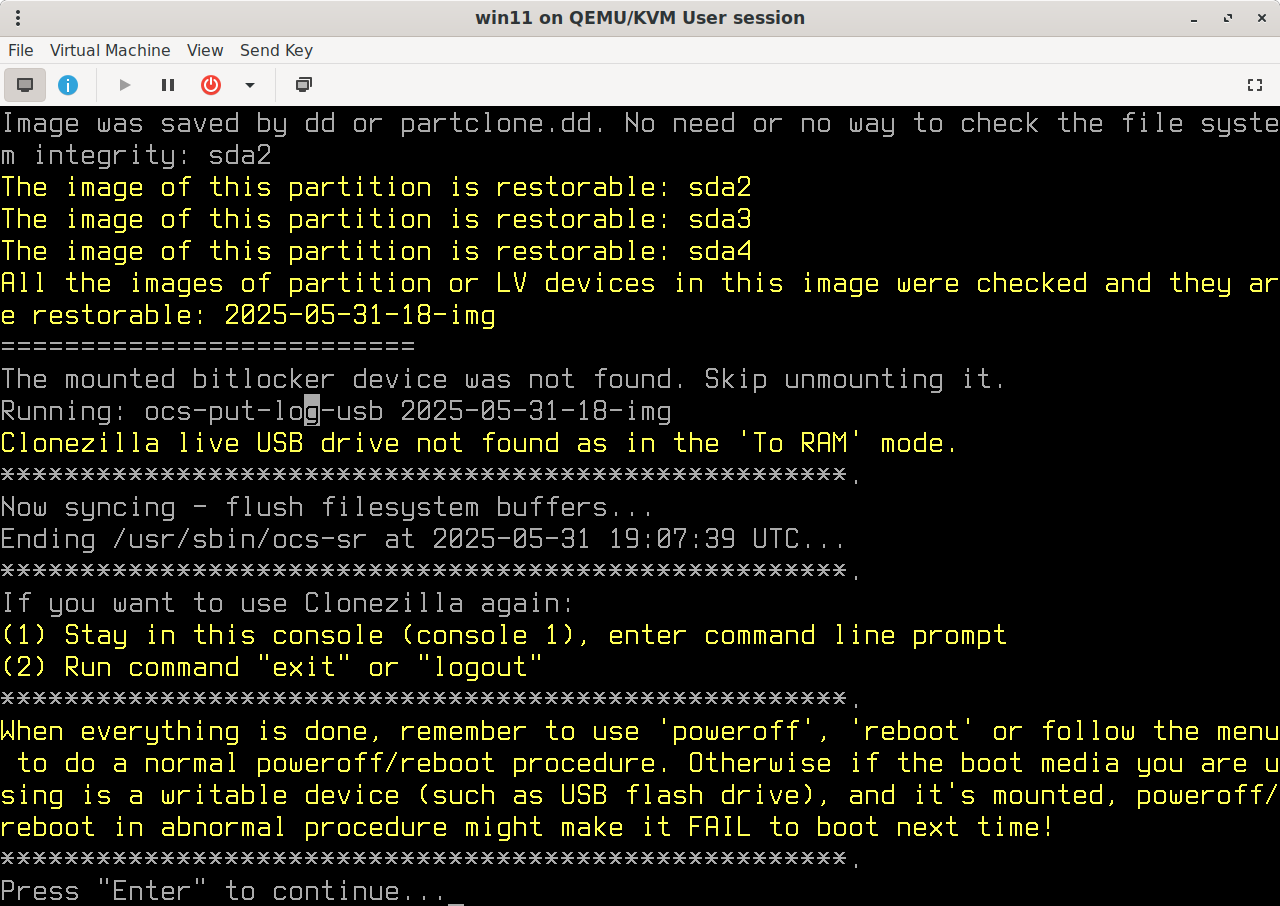 win11 on QEMU/KVM User session
File Virtual Machine View Send Key
Image was saved by dd or partclone.dd. No need or no way to check the file syste
m integrity: sda2
The image of this partition is restorable: sda2
The image of this partition is restorable: sda3
The image of this partition is restorable: sda4
All the images of partition or LV devices in this image were checked and they ar
e restorable: 2025-05-31-18-img
==========================
The mounted bitlocker device was not found. Skip unmounting it.
Running: ocs-put-log-usb 2025-05-31-18-img
Clonezilla live USB drive not found as in the 'To RAM' mode.
*****************************************************.
Now syncing - flush filesystem buffers...
Ending /usr/sbin/ocs-sr at 2025-05-31 19:07:39 UTC...
*****************************************************.
If you want to use Clonezilla again:
(1) Stay in this console (console 1), enter command line prompt
(2) Run command "exit" or "logout"
*****************************************************.
When everything is done, remember to use 'poweroff', 'reboot' or follow the menu
 to do a normal poweroff/reboot procedure. Otherwise if the boot media you are u
sing is a writable device (such as USB flash drive), and it's mounted, poweroff/
reboot in abnormal procedure might make it FAIL to boot next time!
*****************************************************.
Press "Enter" to continue..._